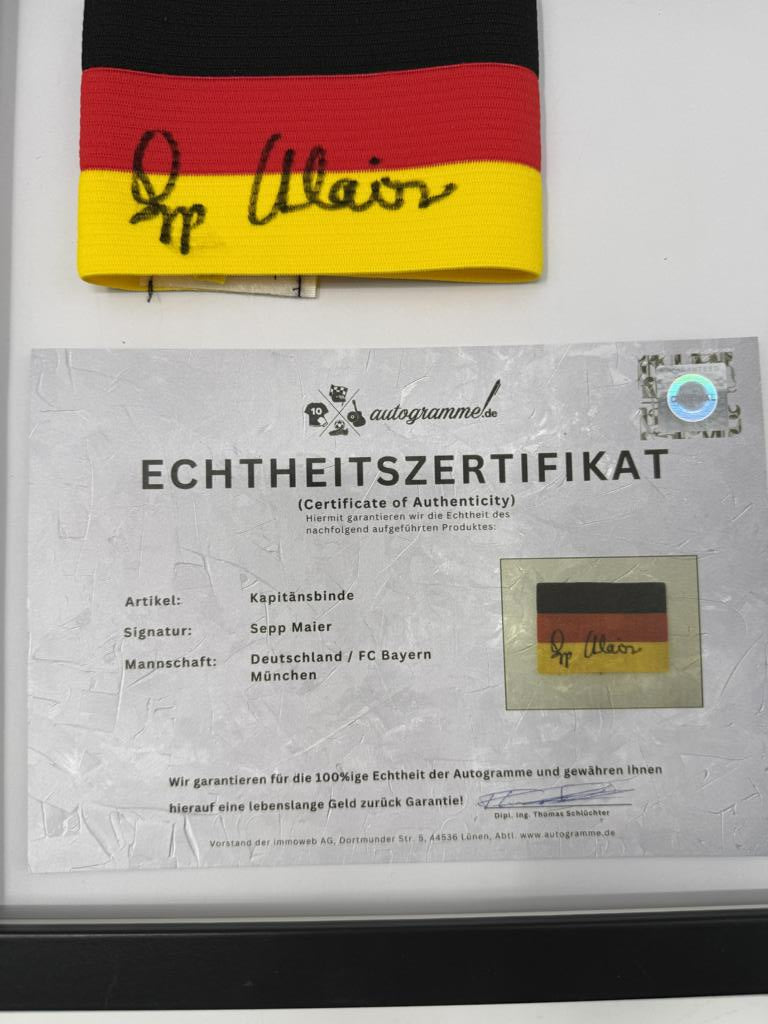 Sepp Maier
10
autogramme.de
ECHTHEITSZERTIFIKAT
(Certificate of Authenticity)
Hiermit garantieren wir die Echtheit des
nachfolgend aufgeführten Produktes:
Artikel: Kapitänsbinde
Signatur: Sepp Maier
Mannschaft: Deutschland / FC Bayern
München
Sepp Maier
Wir garantieren für die 100%ige Echtheit der Autogramme und gewähren Ihnen
hierauf eine lebenslange Geld zurück Garantie!
Dipl. Ing. Thomas Schlüchter
Vorstand der immoweb AG, Dortmunder Str. 5, 44536 Lünen, Abtl. www.autogramme.de